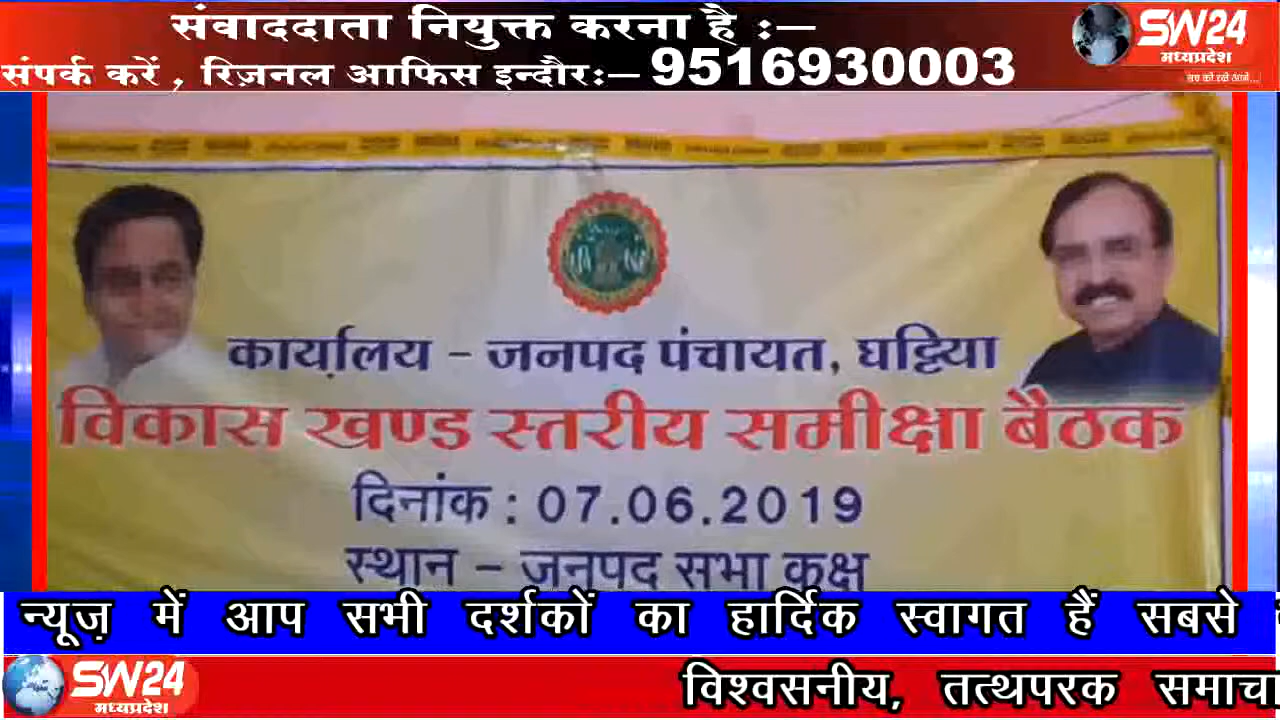 संवाददाता नियुक्त करना है :–
संपर्क करें , रिज़नल आफिस इन्दौरः– 9516930003
SW24
मध्यप्रदेश
कार्यालय – जनपद पंचायत, घट्टिया
विकास खण्ड स्तरीय समीक्षा बैठक
दिनांक : 07.06.2019
स्थान – जनपद सभा कक्ष
न्यूज़ में आप सभी दर्शकों का हार्दिक स्वागत हैं सबसे
SW24
मध्यप्रदेश
विश्वसनीय, तत्थपरक समाचा